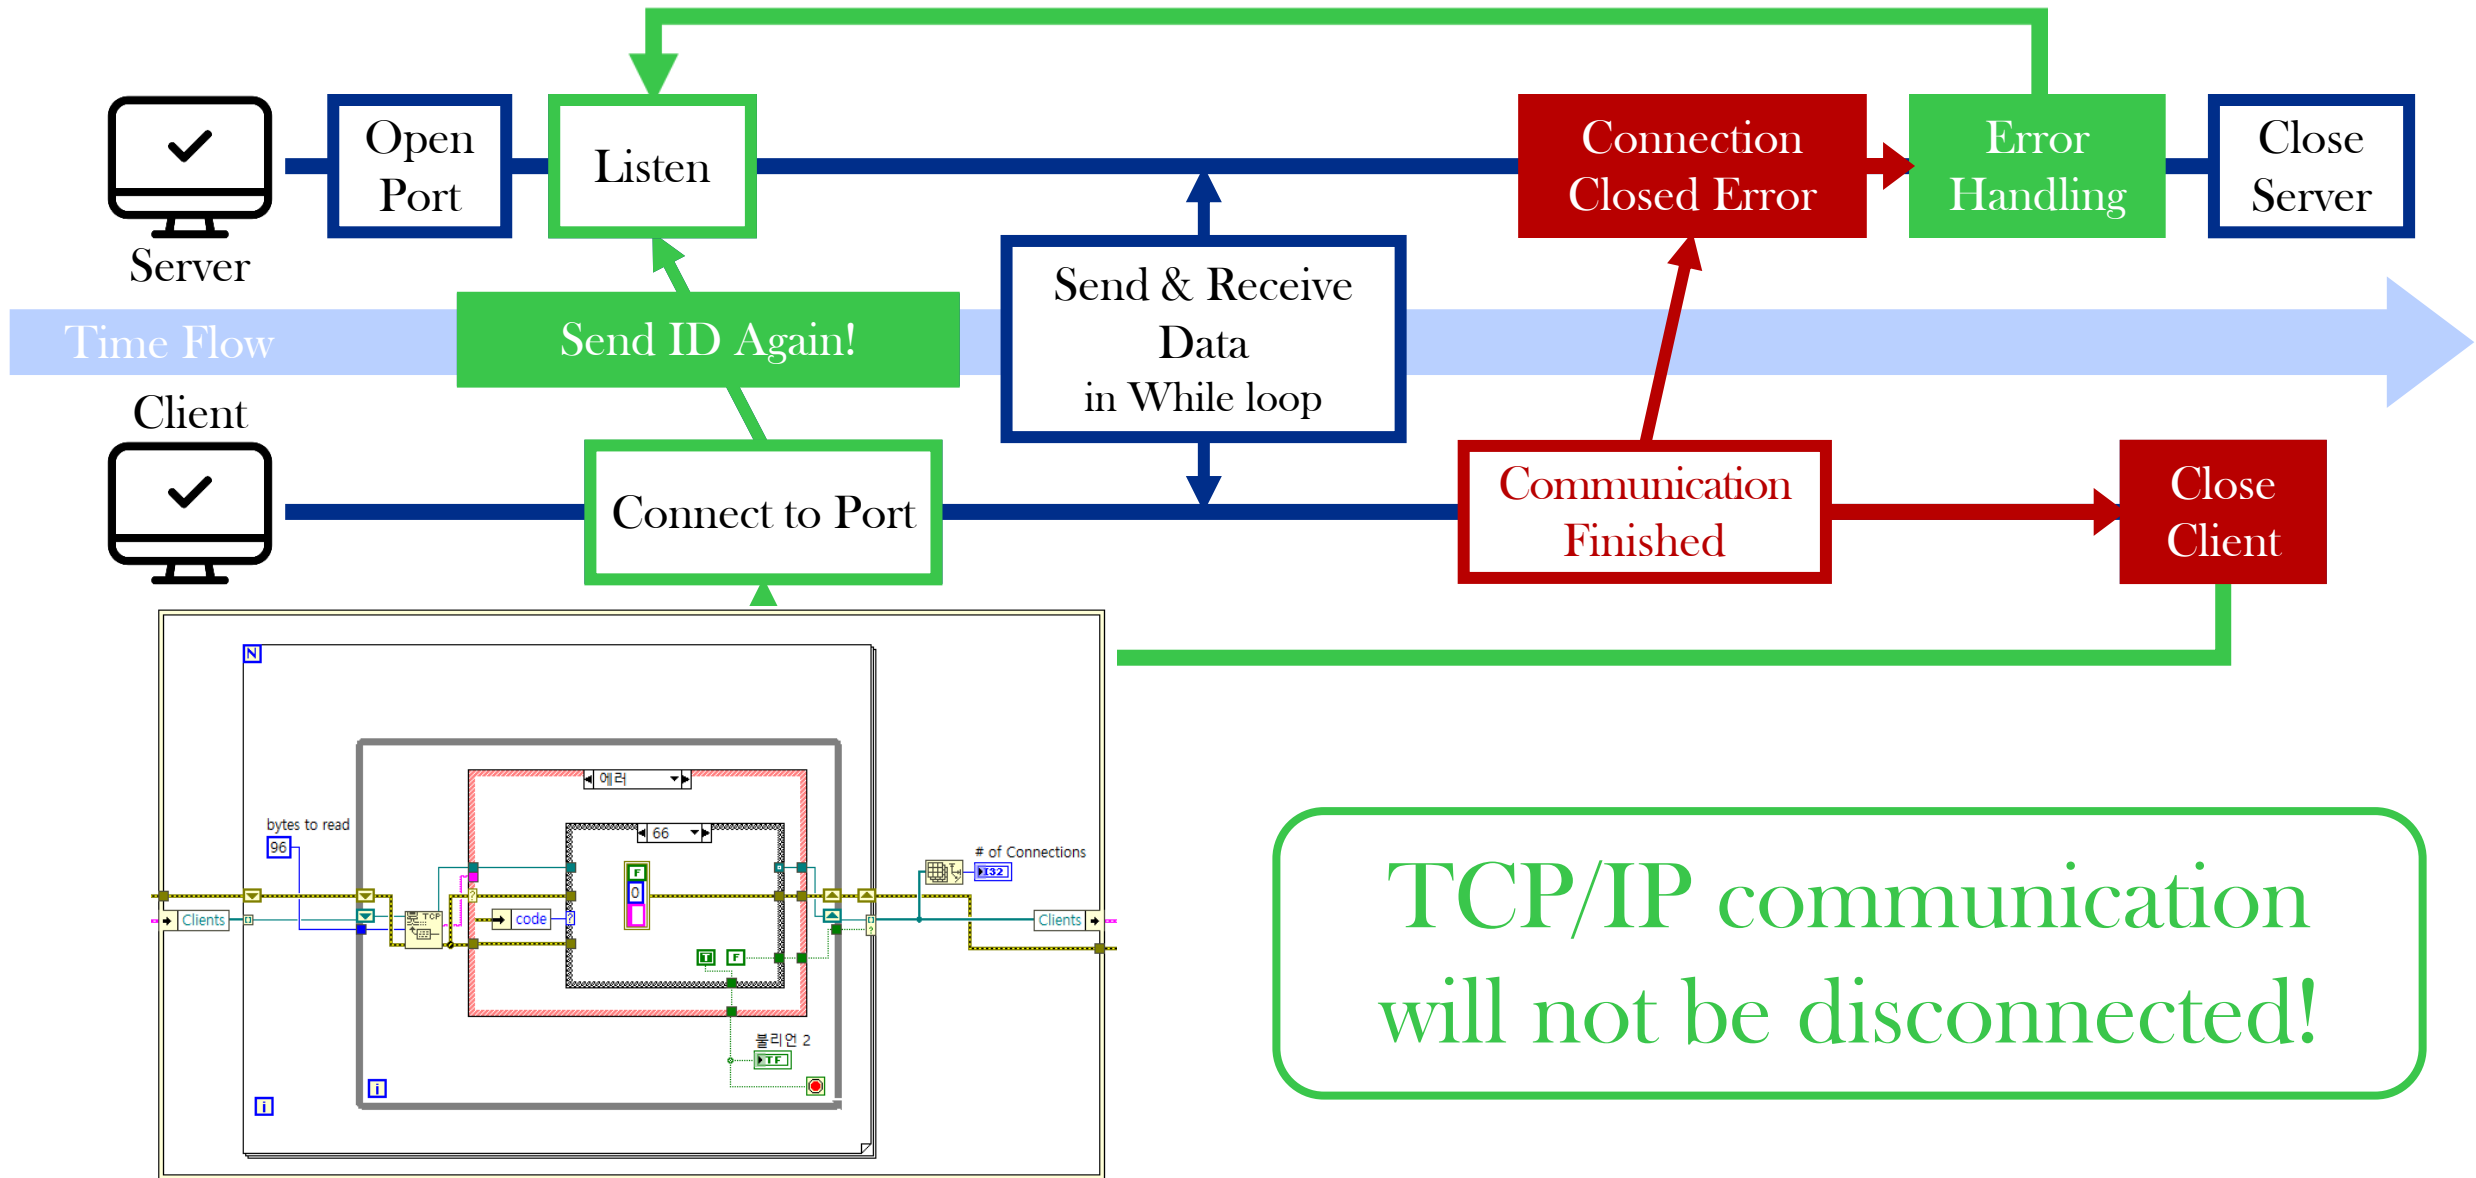 Open
Port
Listen
Connection
Closed Error
Error
Handling
Close
Server
Server
Send & Receive
Data
in While loop
Time Flow
Send ID Again!
Client
Connect to Port
Communication
Finished
Close
Client
N
에러
bytes to read
96
66
F
0
# of Connections
I32
Clients
TCP
code
Clients
T
F
불리언 2
TF
i
i
TCP/IP communication
will not be disconnected!